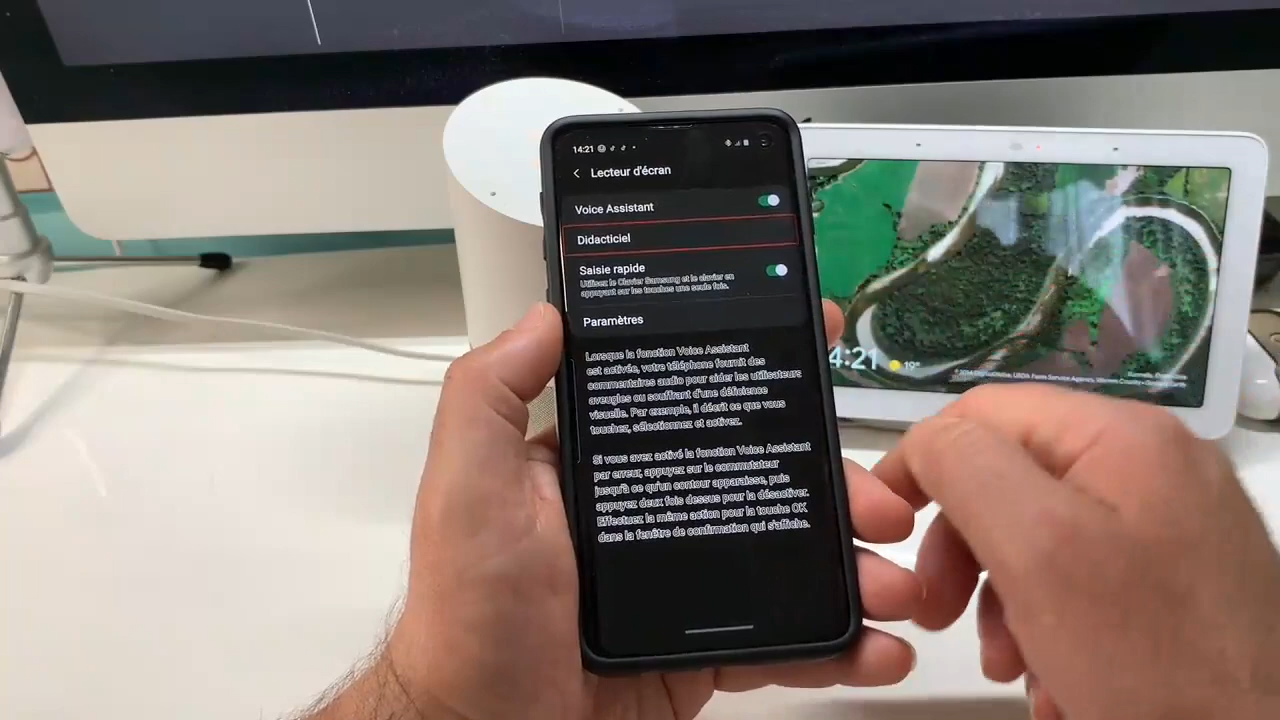 14:21
Lecteur d'écran
Voice Assistant
Didacticiel
Saisie rapide
Utilisez le Clavier Samsung et le clavier en
appuyant sur les touches une seule fois.
Paramètres
Lorsque la fonction Voice Assistant
est activée, votre téléphone fournit des
commentaires audio pour aider les utilisateurs
aveugles ou souffrant d'une déficience
visuelle. Par exemple, il décrit ce que vous
touchez, sélectionnez et activez.
Si vous avez activé la fonction Voice Assistant
par erreur, appuyez sur le commutateur
jusqu'à ce qu'un contour apparaisse, puis
appuyez deux fois dessus pour la désactiver.
Effectuez la même action pour la touche OK
dans la fenêtre de confirmation qui s'affiche.
4:21
19°
USDA Farm Service Agency,